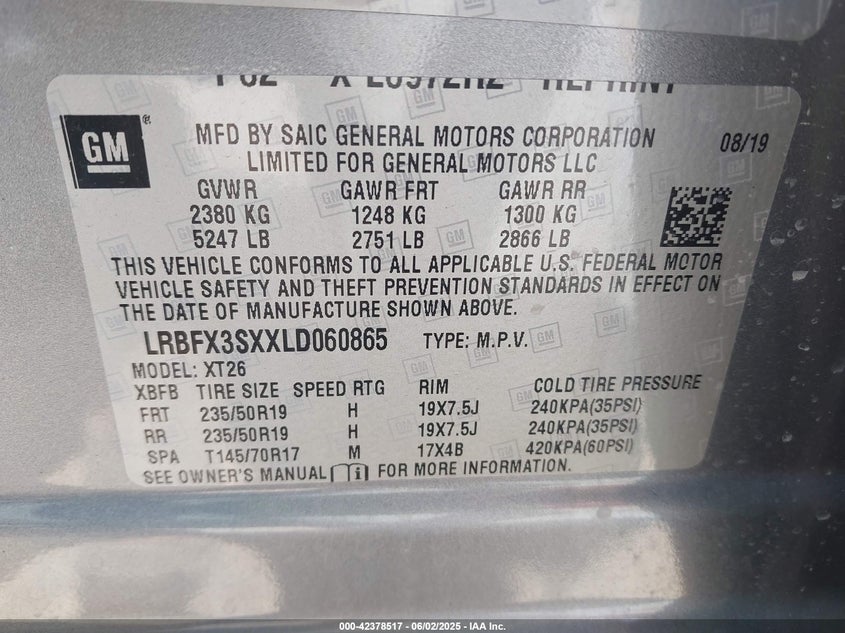 GM
MFD BY SAIC GENERAL MOTORS CORPORATION 08/19
LIMITED FOR GENERAL MOTORS LLC
GVWR GAWR FRT GAWR RR
2380 KG 1248 KG 1300 KG
5247 LB 2751 LB 2866 LB
THIS VEHICLE CONFORMS TO ALL APPLICABLE U.S. FEDERAL MOTOR
VEHICLE SAFETY AND THEFT PREVENTION STANDARDS IN EFFECT ON
THE DATE OF MANUFACTURE SHOWN ABOVE.
LRBFX3SXXLD060865 TYPE: M.P.V.
MODEL: XT26
XBFB TIRE SIZE SPEED RTG RIM COLD TIRE PRESSURE
FRT 235/50R19 H 19X7.5J 240KPA(35PSI)
RR 235/50R19 H 19X7.5J 240KPA(35PSI)
SPA T145/70R17 M 17X4B 420KPA(60PSI)
SEE OWNER'S MANUAL FOR MORE INFORMATION.
000-42378517 - 06/02/2025 - IAA Inc.